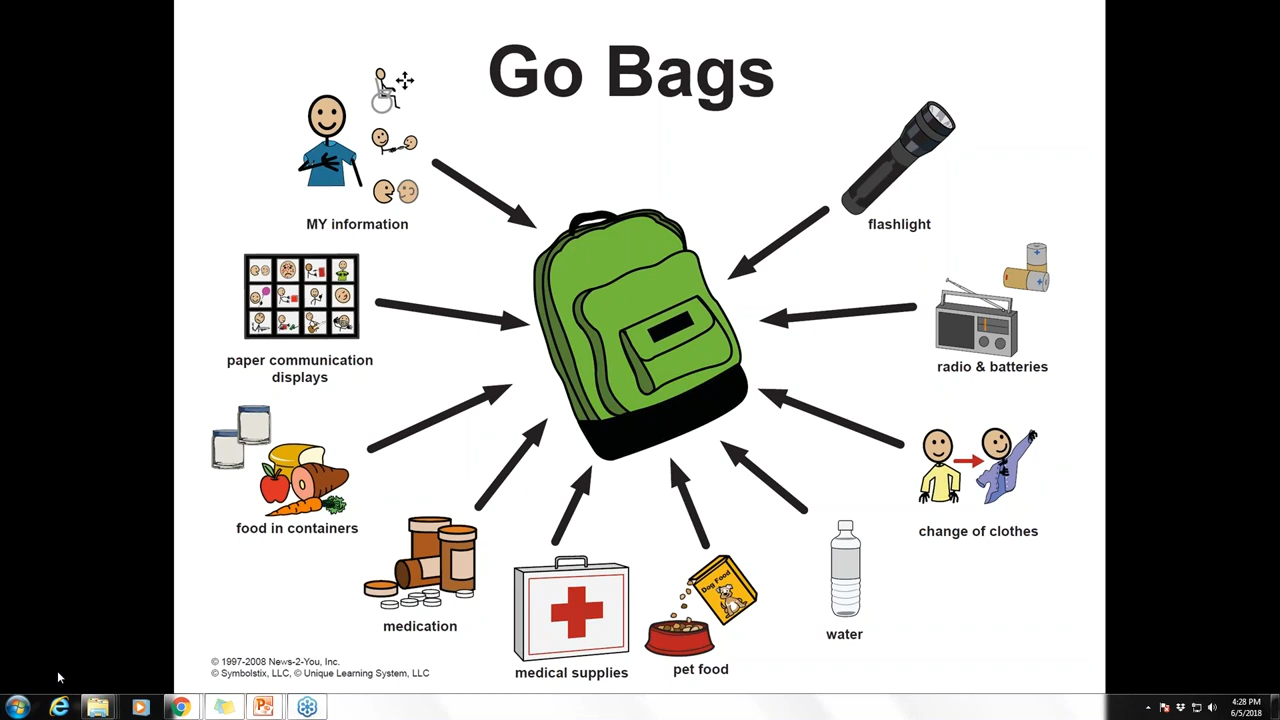 Go Bags
MY information
flashlight
paper communication
displays
radio & batteries
food in containers
change of clothes
medication
Dog Food
medical supplies
pet food
water
© 1997-2008 News-2-You, Inc.
© Symbolstix, LLC, © Unique Learning System, LLC
4:28 PM
6/5/2018